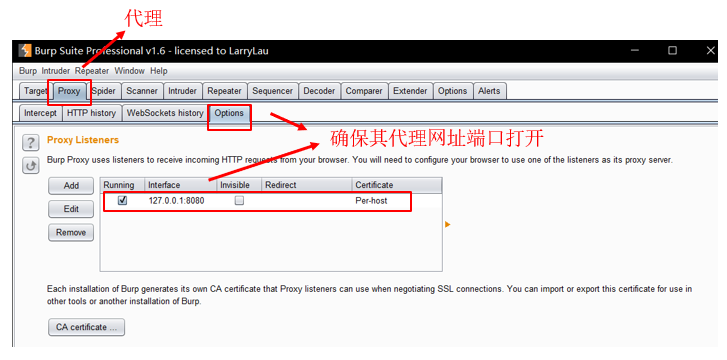 代理
Burp Suite Professional v1.6 - licensed to LarryLau
Burp Intruder Repeater Window Help
Target Proxy Spider Scanner Intruder Repeater Sequencer Decoder Comparer Extender Options Alerts
Intercept HTTP history WebSockets history Options
确保其代理网址端口打开
? Proxy Listeners
Burp Proxy uses listeners to receive incoming HTTP requests from your browser. You will need to configure your browser to use one of the listeners as its proxy server.
Add Running Interface Invisible Redirect Certificate
127.0.0.1:8080 Per-host
Edit
Remove
Each installation of Burp generates its own CA certificate that Proxy listeners can use when negotiating SSL connections. You can import or export this certificate for use in
other tools or another installation of Burp.
CA certificate ...